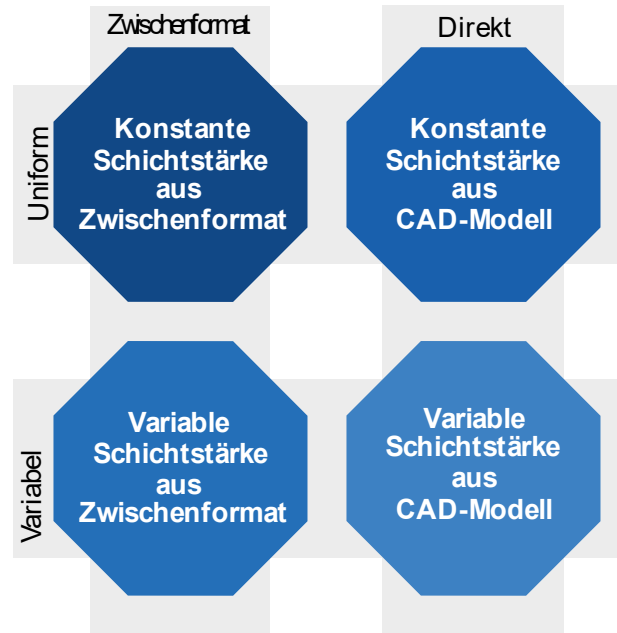 Zwischenformat
Direkt
Uniform
Konstante
Schichtstärke
aus
Zwischenformat
Konstante
Schichtstärke
aus
CAD-Modell
Variabel
Variable
Schichtstärke
aus
Zwischenformat
Variable
Schichtstärke
aus
CAD-Modell